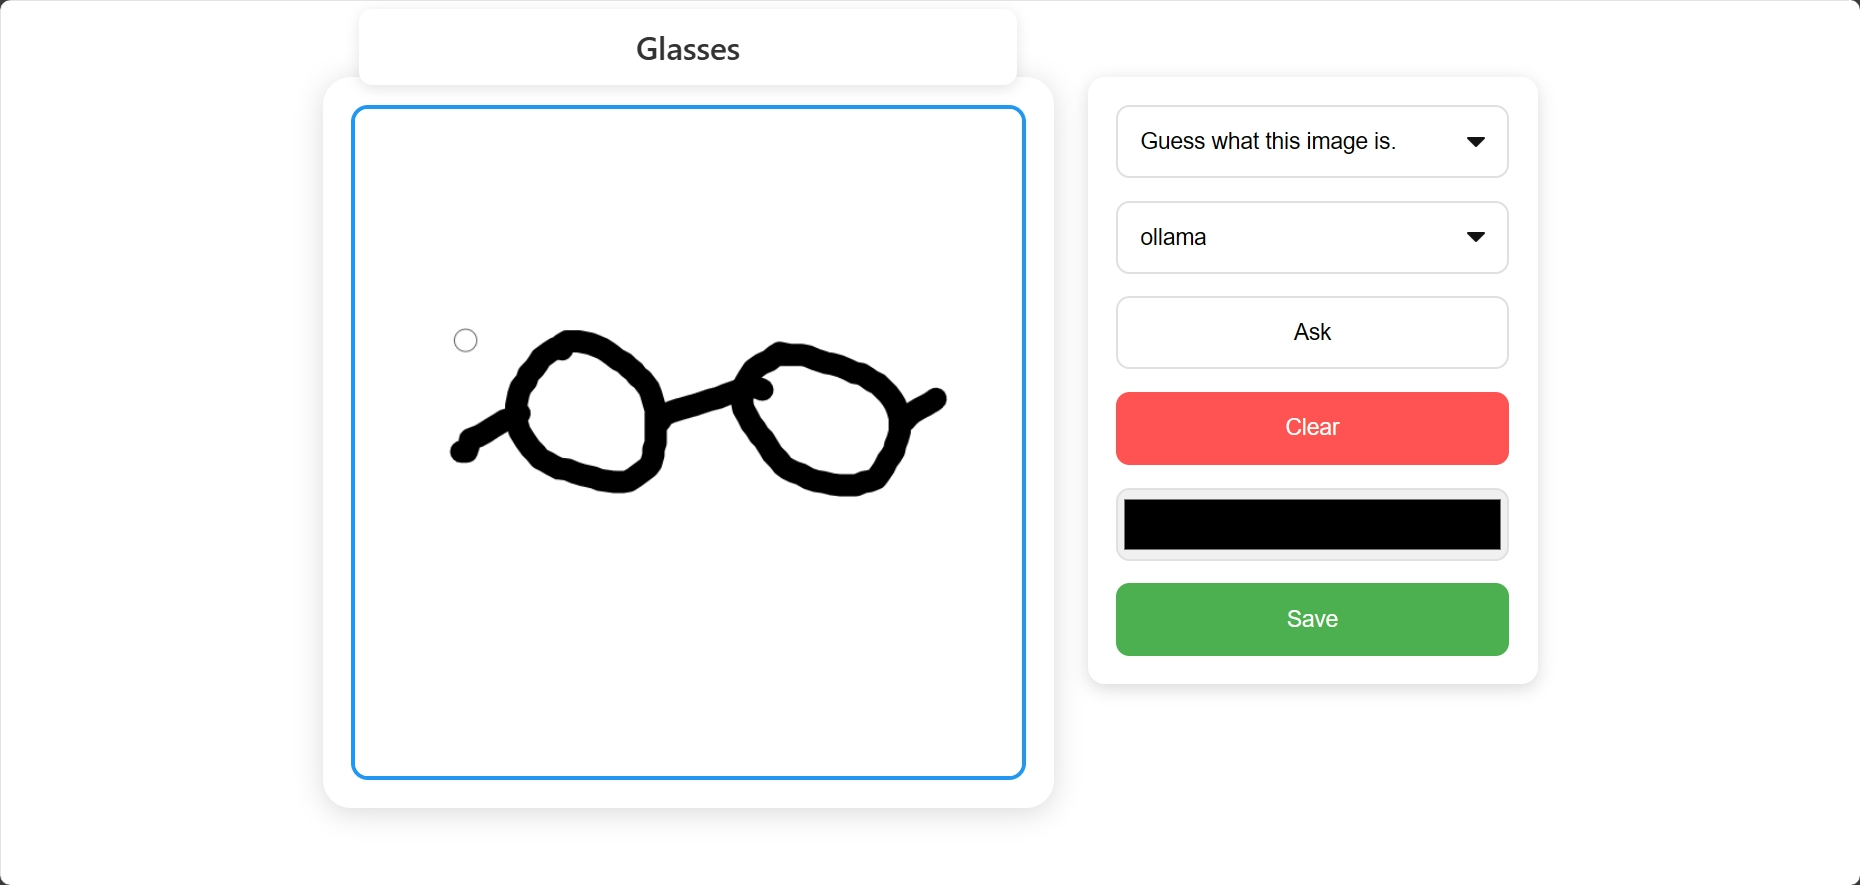 Glasses
Guess what this image is.
ollama
Ask
Clear
Save